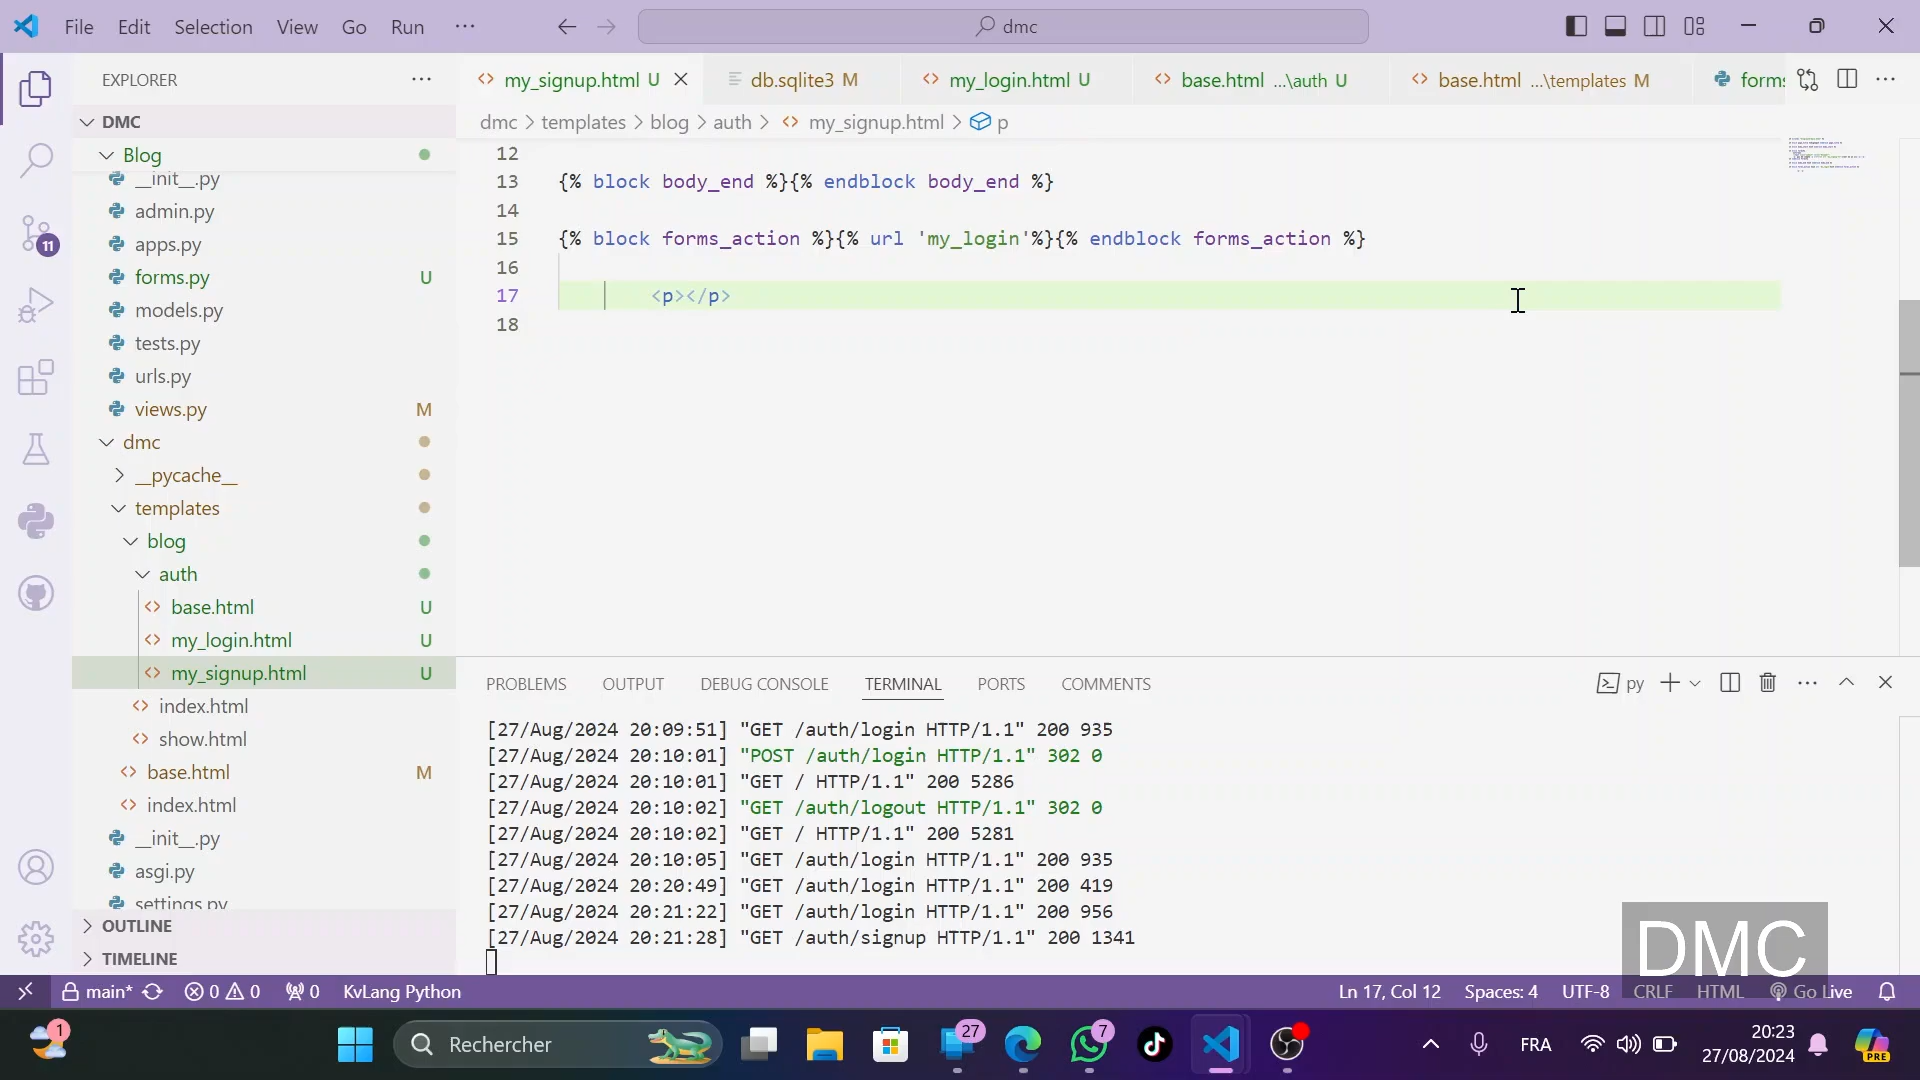 File Edit Selection View Go Run ··· dmc
EXPLORER ···
DMC
Blog
__init__.py
admin.py
apps.py
forms.py U
models.py
tests.py
urls.py
views.py M
dmc
__pycache__
templates
blog
auth
base.html U
my_login.html U
my_signup.html U
index.html
show.html
base.html M
index.html
__init__.py
asgi.py
settings.py
OUTLINE
TIMELINE
11
my_signup.html U db.sqlite3 M my_login.html U base.html ...\auth U base.html ...\templates M forms
dmc > templates > blog > auth > my_signup.html > p
12
13 {% block body_end %}{% endblock body_end %}
14
15 {% block forms_action %}{% url 'my_login'%}{% endblock forms_action %}
16
17 <p></p>
18
PROBLEMS OUTPUT DEBUG CONSOLE TERMINAL PORTS COMMENTS py
[27/Aug/2024 20:09:51] "GET /auth/login HTTP/1.1" 200 935
[27/Aug/2024 20:10:01] "POST /auth/login HTTP/1.1" 302 0
[27/Aug/2024 20:10:01] "GET / HTTP/1.1" 200 5286
[27/Aug/2024 20:10:02] "GET /auth/logout HTTP/1.1" 302 0
[27/Aug/2024 20:10:02] "GET / HTTP/1.1" 200 5281
[27/Aug/2024 20:10:05] "GET /auth/login HTTP/1.1" 200 935
[27/Aug/2024 20:20:49] "GET /auth/login HTTP/1.1" 200 419
[27/Aug/2024 20:21:22] "GET /auth/login HTTP/1.1" 200 956
[27/Aug/2024 20:21:28] "GET /auth/signup HTTP/1.1" 200 1341
DMC
main* 0 0 0 KvLang Python Ln 17, Col 12 Spaces: 4 UTF-8 CRLF HTML Go Live
1 Rechercher 27 7 FRA 20:23
27/08/2024
PRE